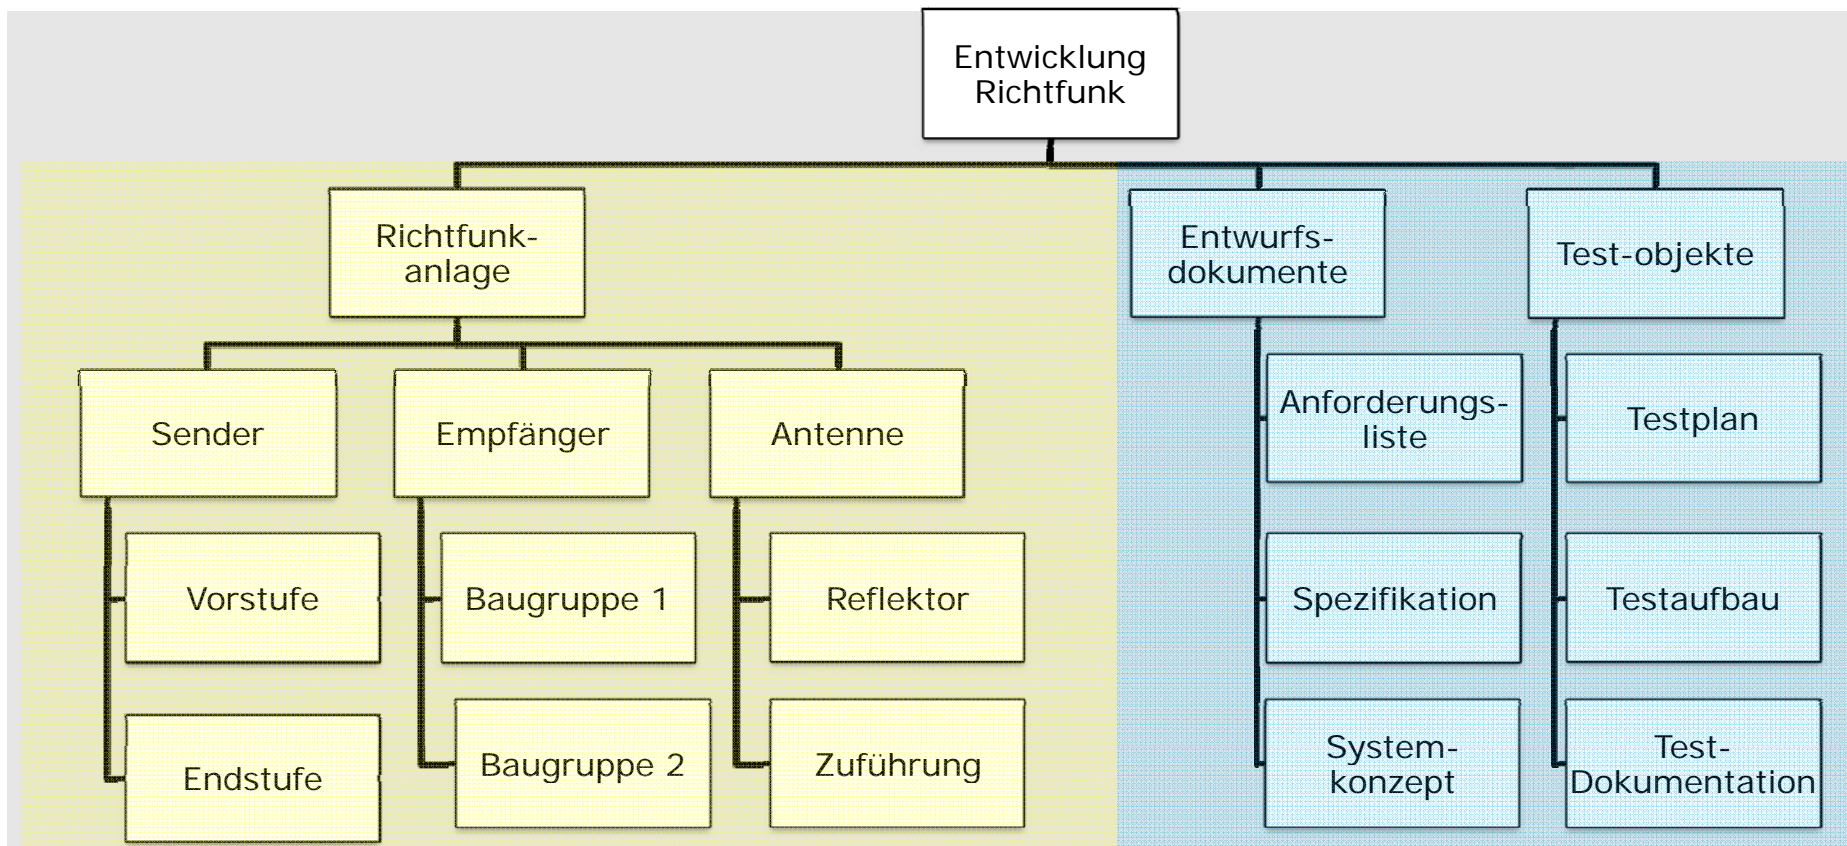 Entwicklung
Richtfunk
Richtfunk-
anlage
Entwurfs-
dokumente
Test-objekte
Sender
Empfänger
Antenne
Anforderungs-
liste
Testplan
Vorstufe
Baugruppe 1
Reflektor
Spezifikation
Testaufbau
Endstufe
Baugruppe 2
Zuführung
System-
konzept
Test-
Dokumentation